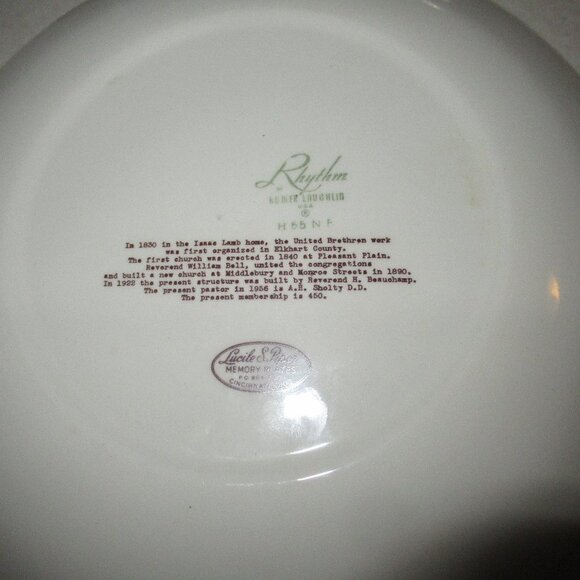 Rhythm
BY
HOMER LAUGHLIN
USA
®
H 55 N F
In 1830 in the Isaac Lamb home, the United Brethren work
was first organized in Elkhart County.
The first church was erected in 1840 at Pleasant Plain.
Reverend William Bell, united the congregations
and built a new church at Middlebury and Monroe Streets in 1890.
In 1922 the present structure was built by Reverend H. Beauchamp.
The present pastor in 1956 is A.H. Sholty D.D.
The present membership is 450.
Lucile S.
MEMORY PLATES
P.O. BOX
CINCINNATI